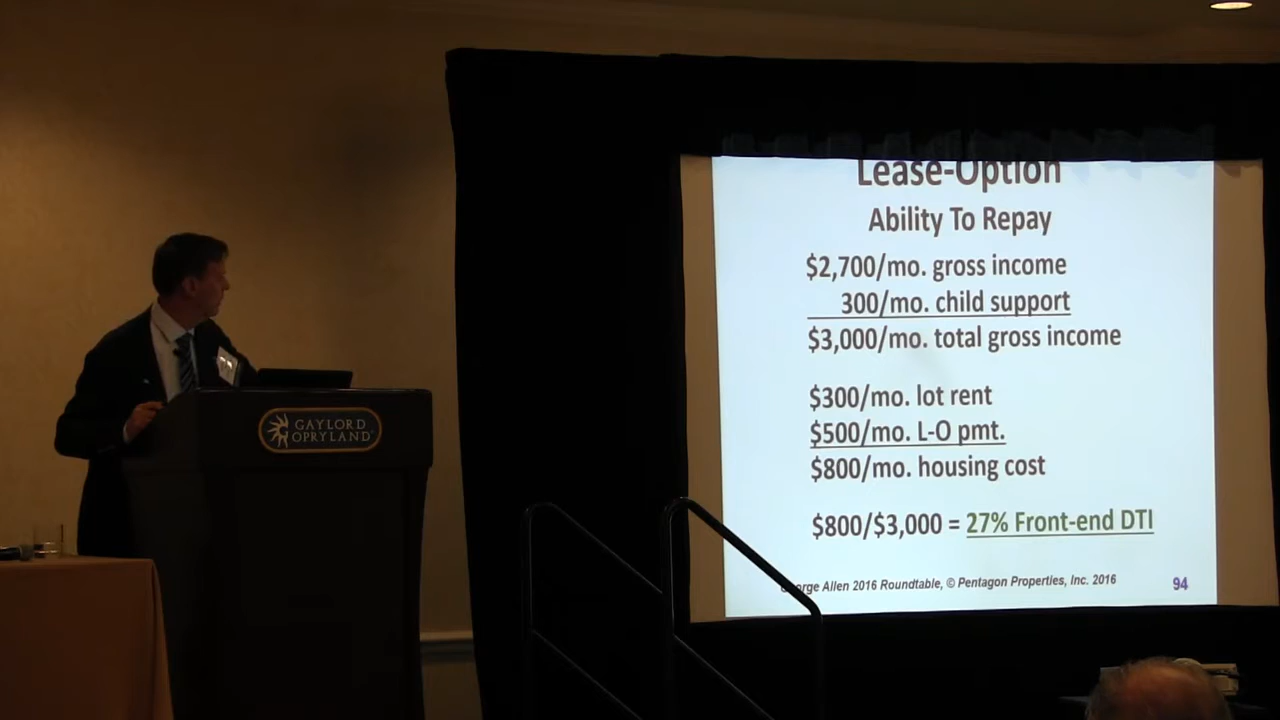 Lease-Option
Ability To Repay
$2,700/mo. gross income
300/mo. child support
$3,000/mo. total gross income
$300/mo. lot rent
$500/mo. L-O pmt.
$800/mo. housing cost
$800/$3,000 = 27% Front-end DTI
Allen 2016 Roundtable, © Pentagon Properties, Inc. 2016
94
GAYLORD
OPRYLAND